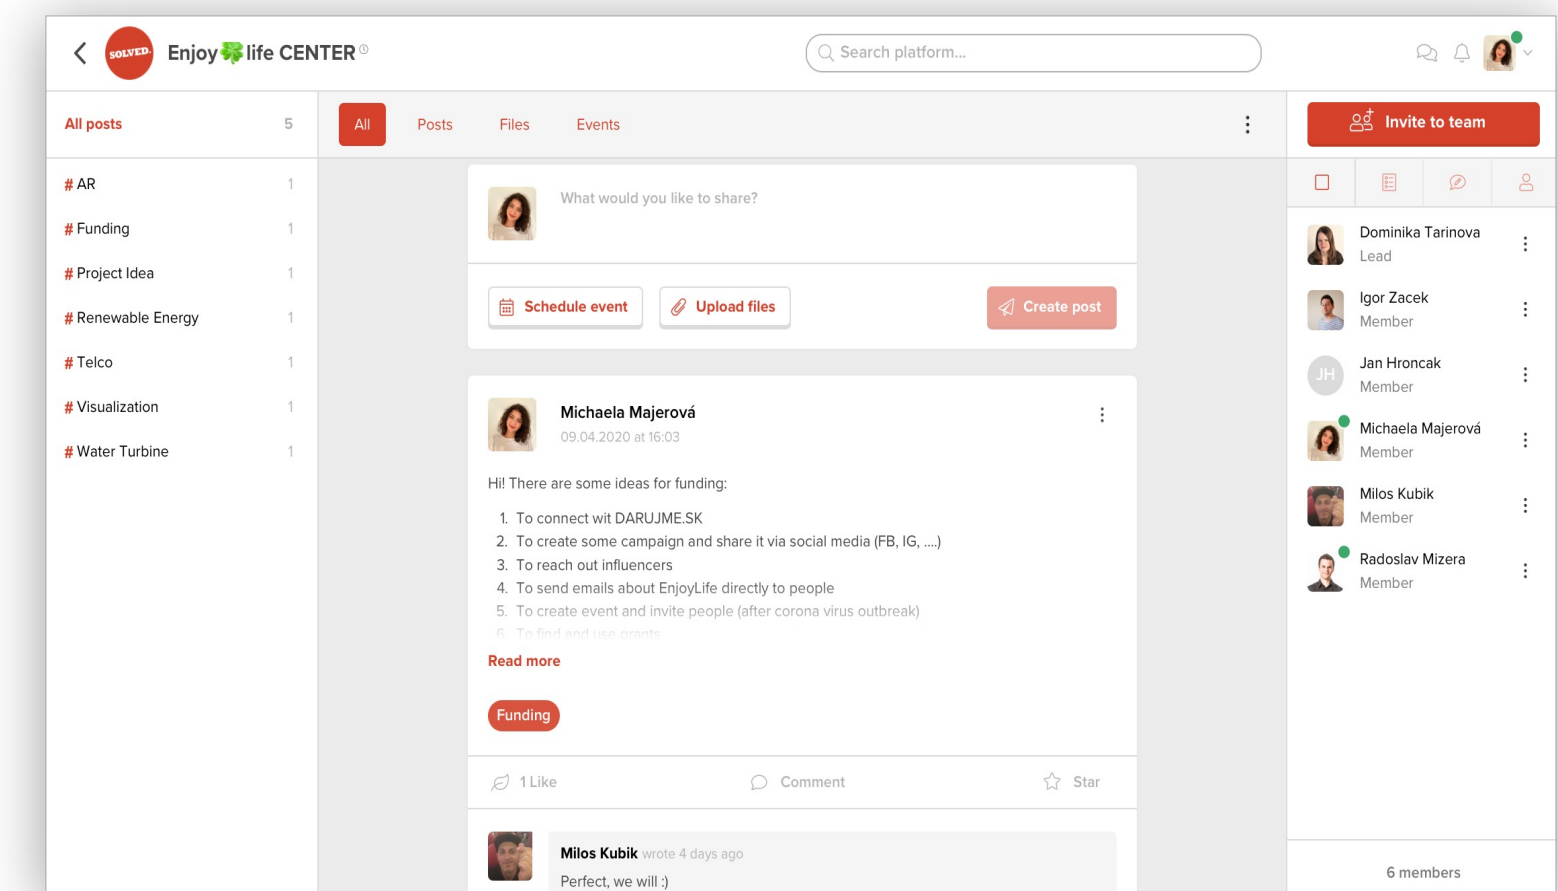 SOLVED.
Enjoy🍀life CENTER
Search platform...
All posts 5
# AR 1
# Funding 1
# Project Idea 1
# Renewable Energy 1
# Telco 1
# Visualization 1
# Water Turbine 1
All Posts Files Events
What would you like to share?
Schedule event Upload files Create post
Michaela Majerová
09.04.2020 at 16:03
Hi! There are some ideas for funding:
1. To connect wit DARUJME.SK
2. To create some campaign and share it via social media (FB, IG, ....)
3. To reach out influencers
4. To send emails about EnjoyLife directly to people
5. To create event and invite people (after corona virus outbreak)
6. To find and use grants
Read more
Funding
1 Like Comment Star
Milos Kubik wrote 4 days ago
Perfect, we will :)
Invite to team
Dominika Tarinova
Lead
Igor Zacek
Member
JH
Jan Hroncak
Member
Michaela Majerová
Member
Milos Kubik
Member
Radoslav Mizera
Member
6 members